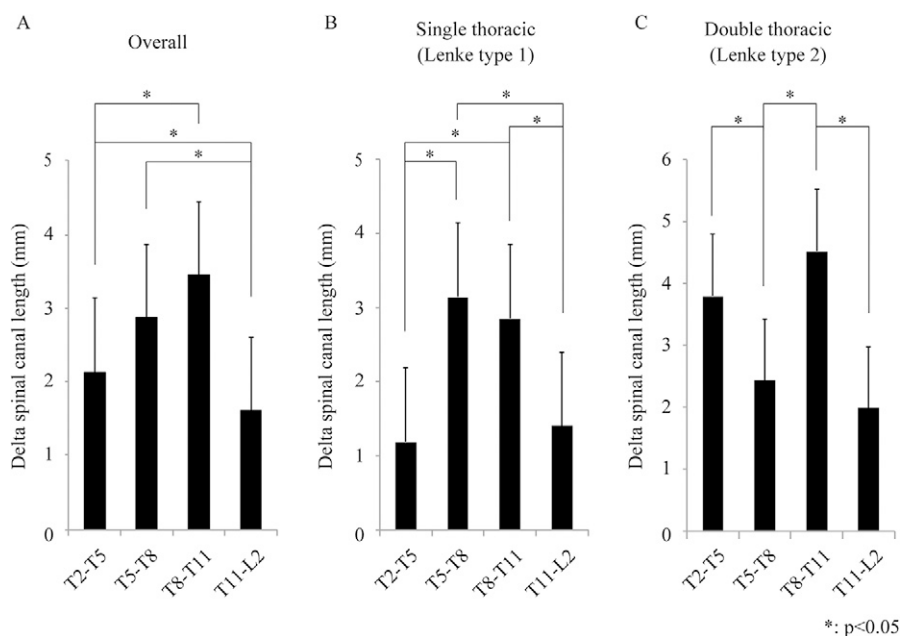 A
Overall
*
*
*
Delta spinal canal length (mm)
5
4
3
2
1
0
T2-T5
T5-T8
T8-T11
T11-L2
B
Single thoracic
(Lenke type 1)
*
*
*
*
Delta spinal canal length (mm)
5
4
3
2
1
0
T2-T5
T5-T8
T8-T11
T11-L2
C
Double thoracic
(Lenke type 2)
*
*
*
Delta spinal canal length (mm)
6
5
4
3
2
1
0
T2-T5
T5-T8
T8-T11
T11-L2
*: p<0.05